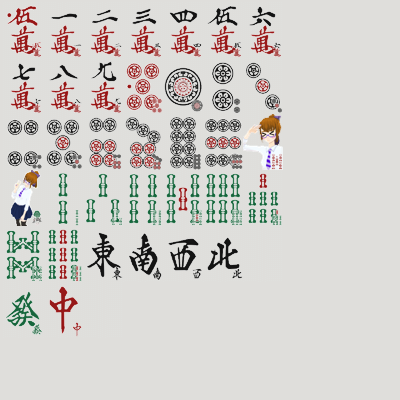 伍 一 二 三 四 伍 六
萬 萬 萬 萬 萬 萬 萬
七 八 九
萬 萬 萬
東 南 西 北
發 中